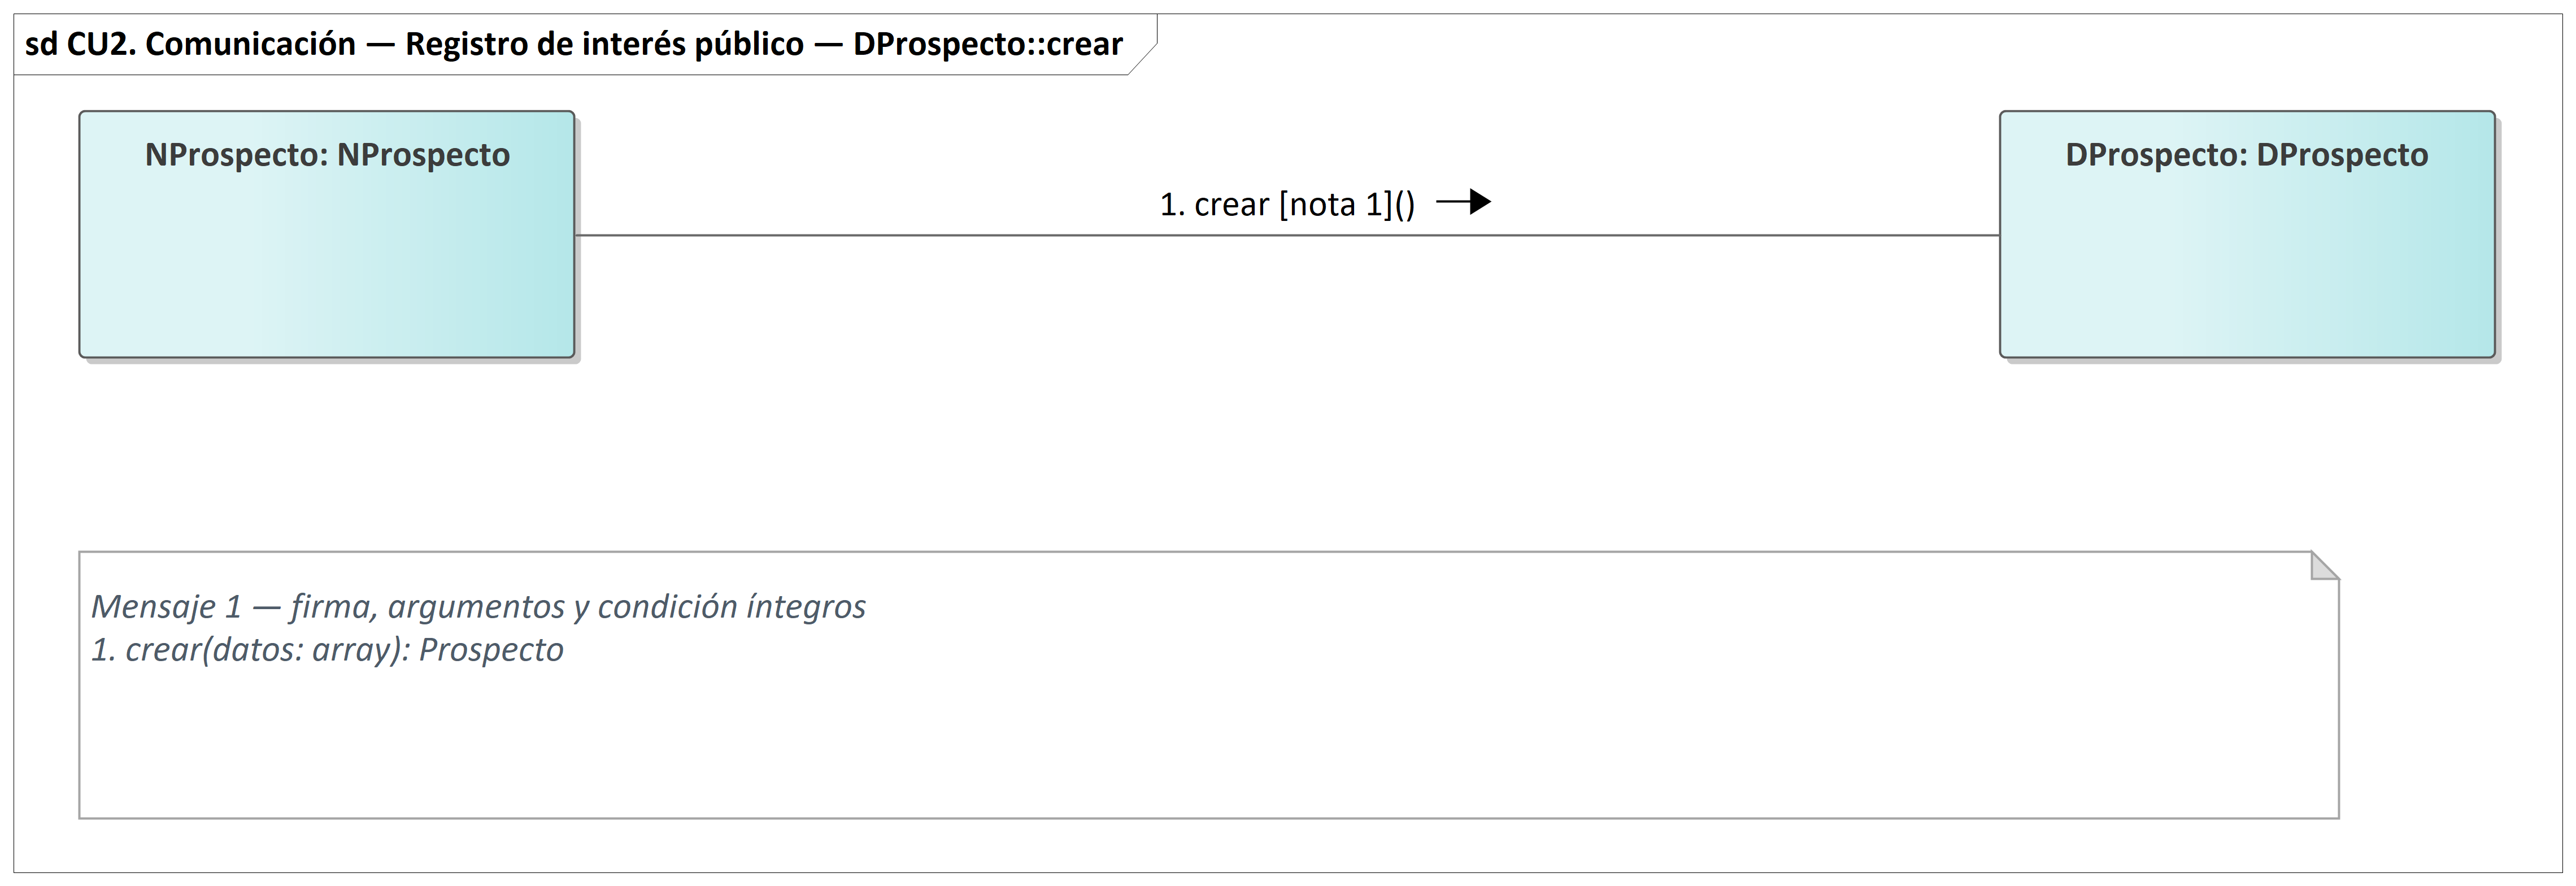 sd CU2. Comunicación — Registro de interés público — DProspecto::crear
NProspecto: NProspecto
DProspecto: DProspecto
1. crear [nota 1]()
Mensaje 1 — firma, argumentos y condición íntegros
1. crear(datos: array): Prospecto